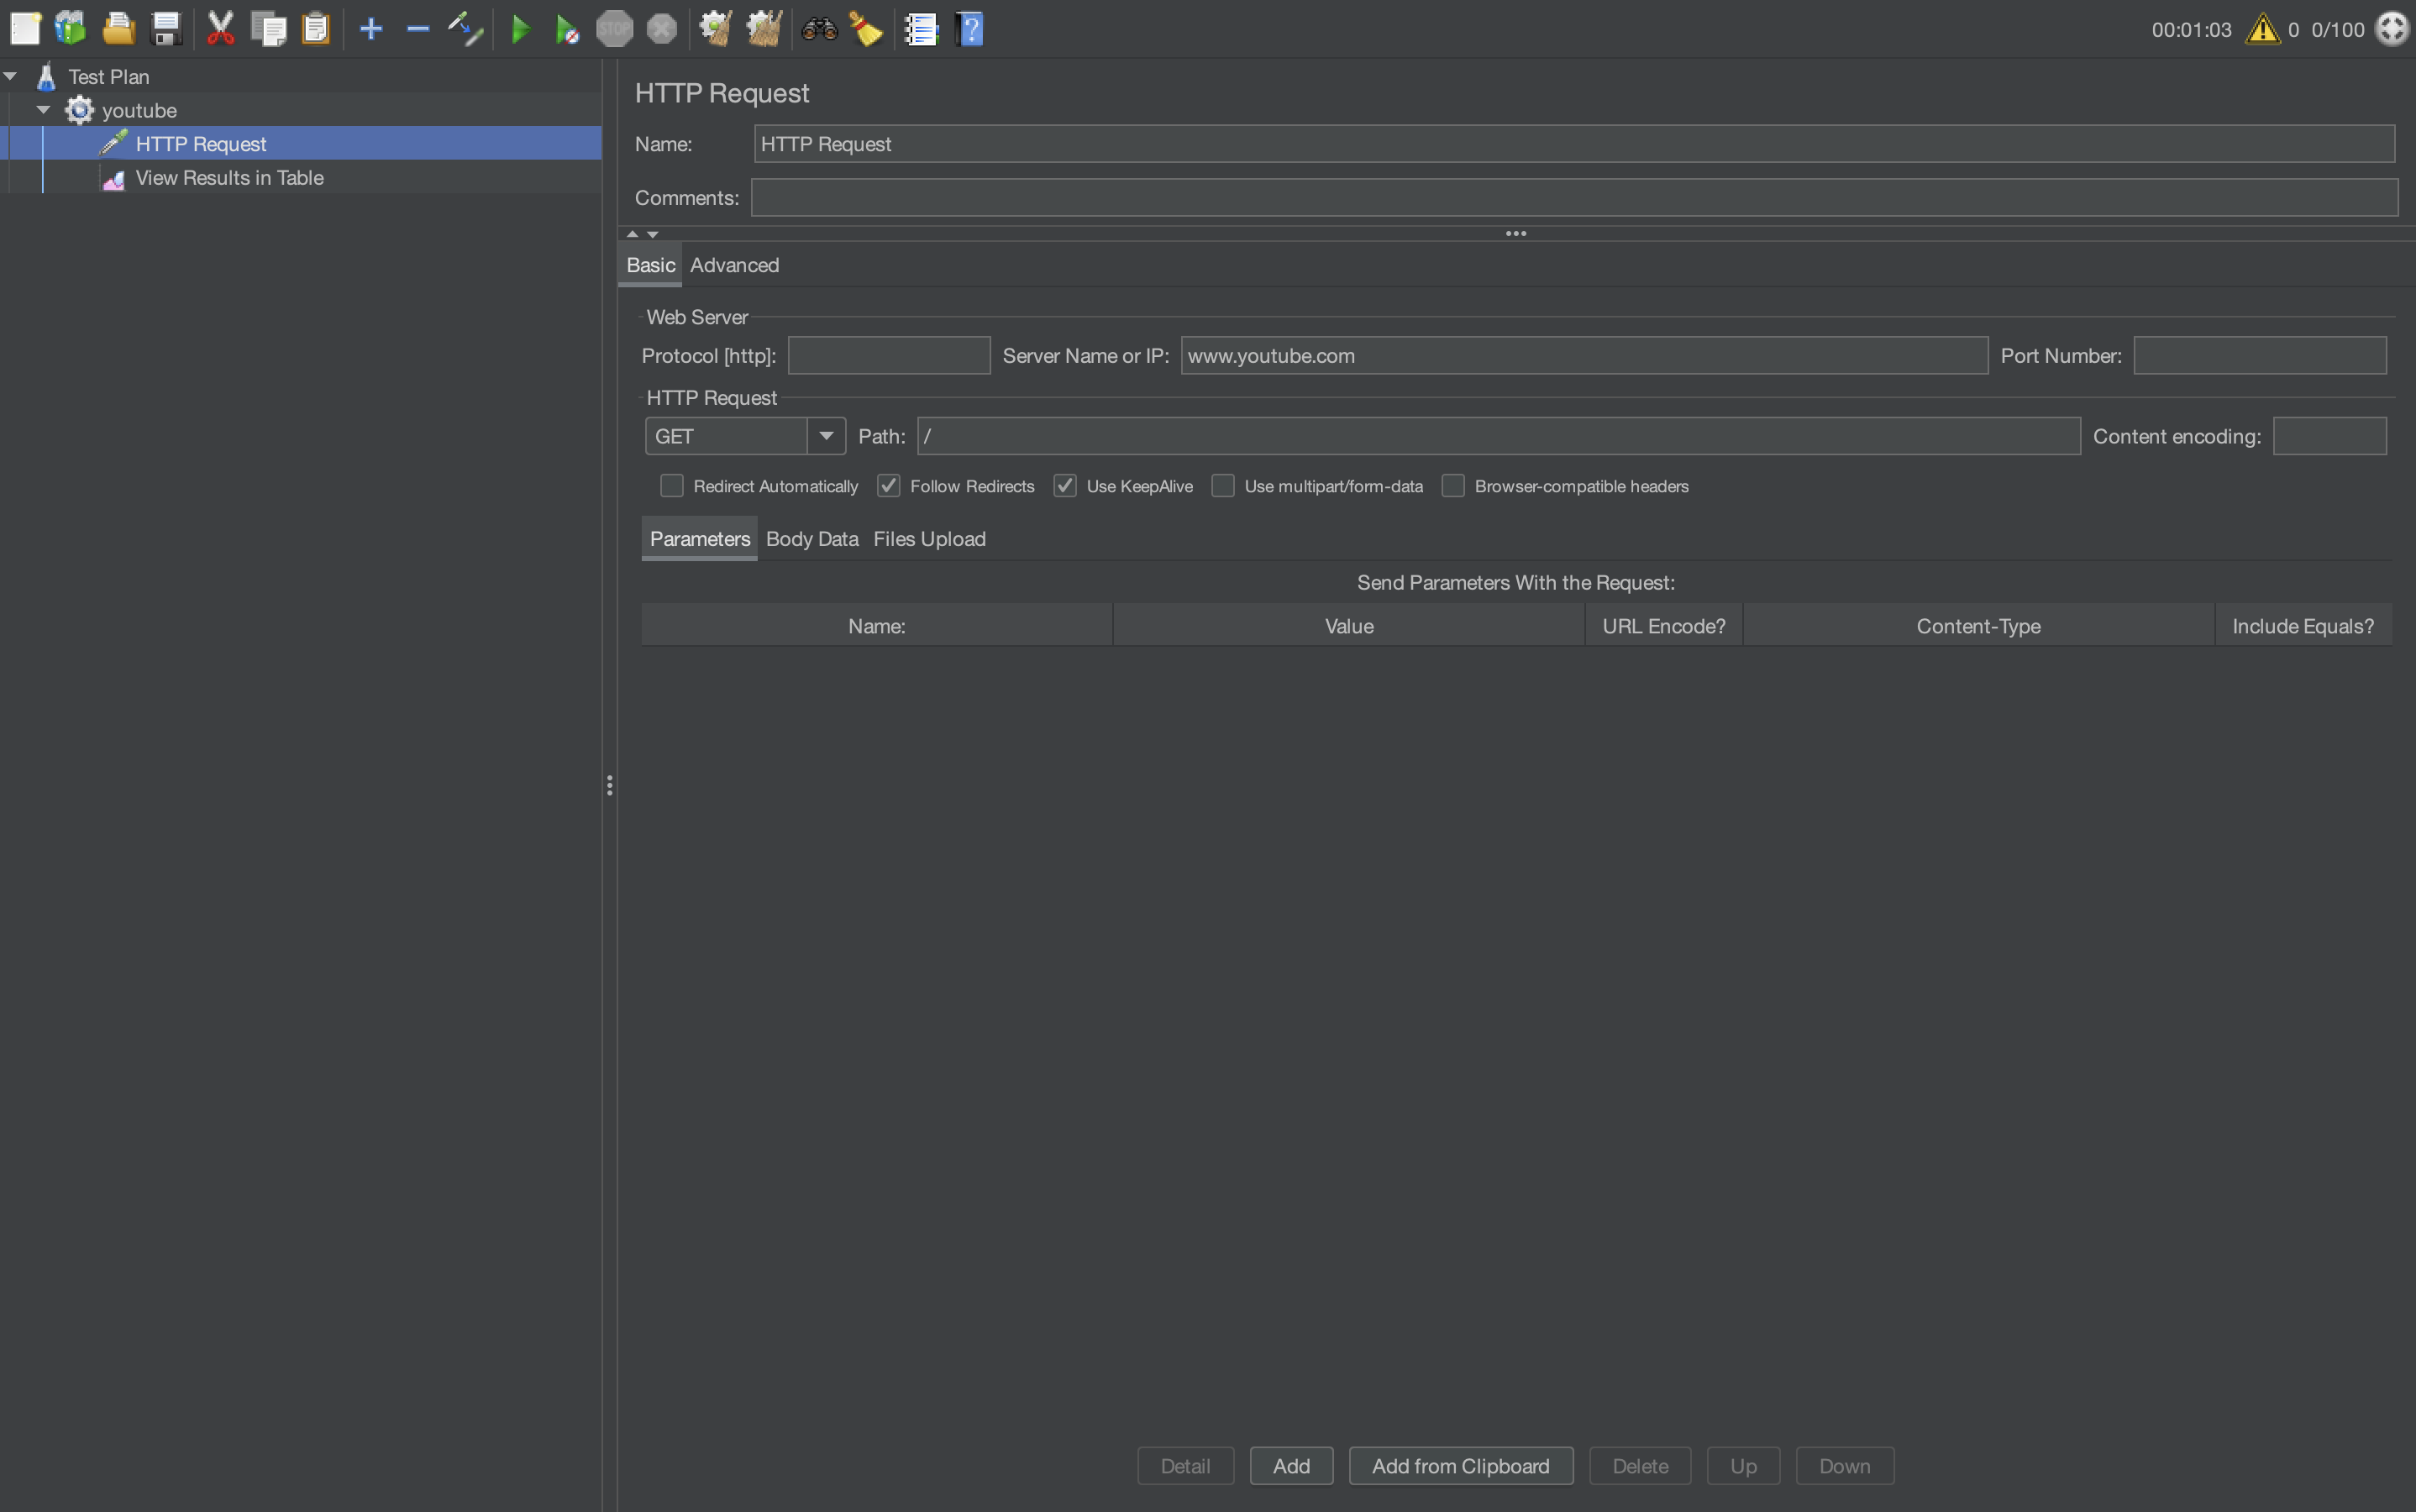 STOP
?
00:01:03
0
0/100
Test Plan
youtube
HTTP Request
View Results in Table
HTTP Request
Name:
HTTP Request
Comments:
Basic
Advanced
Web Server
Protocol [http]:
Server Name or IP:
www.youtube.com
Port Number:
HTTP Request
GET
Path:
/
Content encoding:
Redirect Automatically
Follow Redirects
Use KeepAlive
Use multipart/form-data
Browser-compatible headers
Parameters
Body Data
Files Upload
Send Parameters With the Request:
Name:
Value
URL Encode?
Content-Type
Include Equals?
Detail
Add
Add from Clipboard
Delete
Up
Down